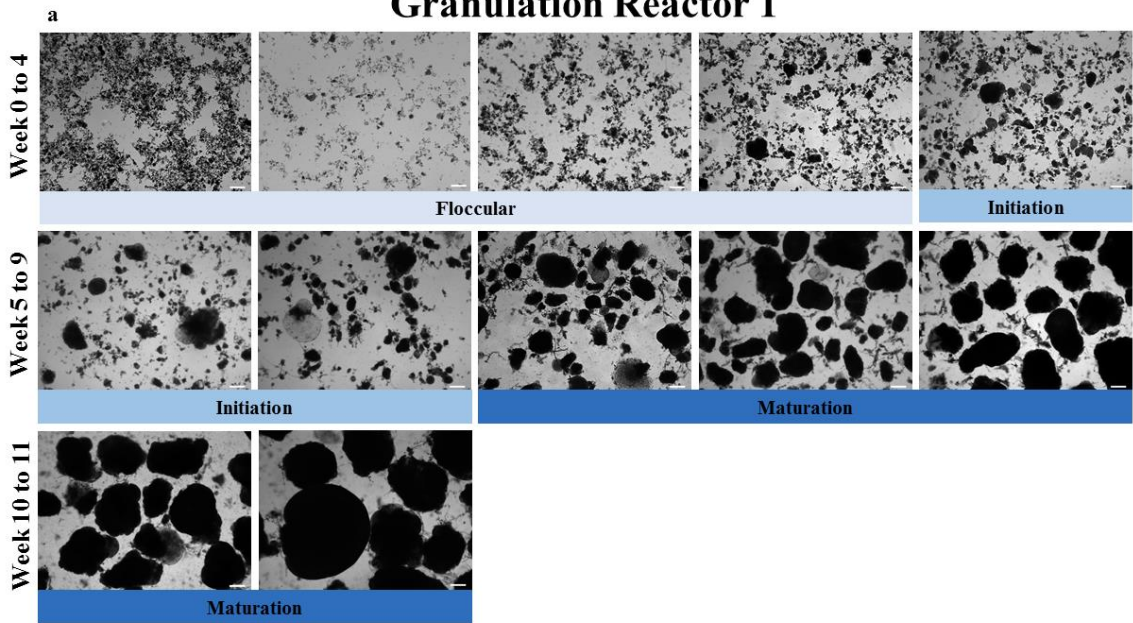 Granulation Reactor 1
a
Week 0 to 4
Floccular
Initiation
Week 5 to 9
Initiation
Maturation
Week 10 to 11
Maturation